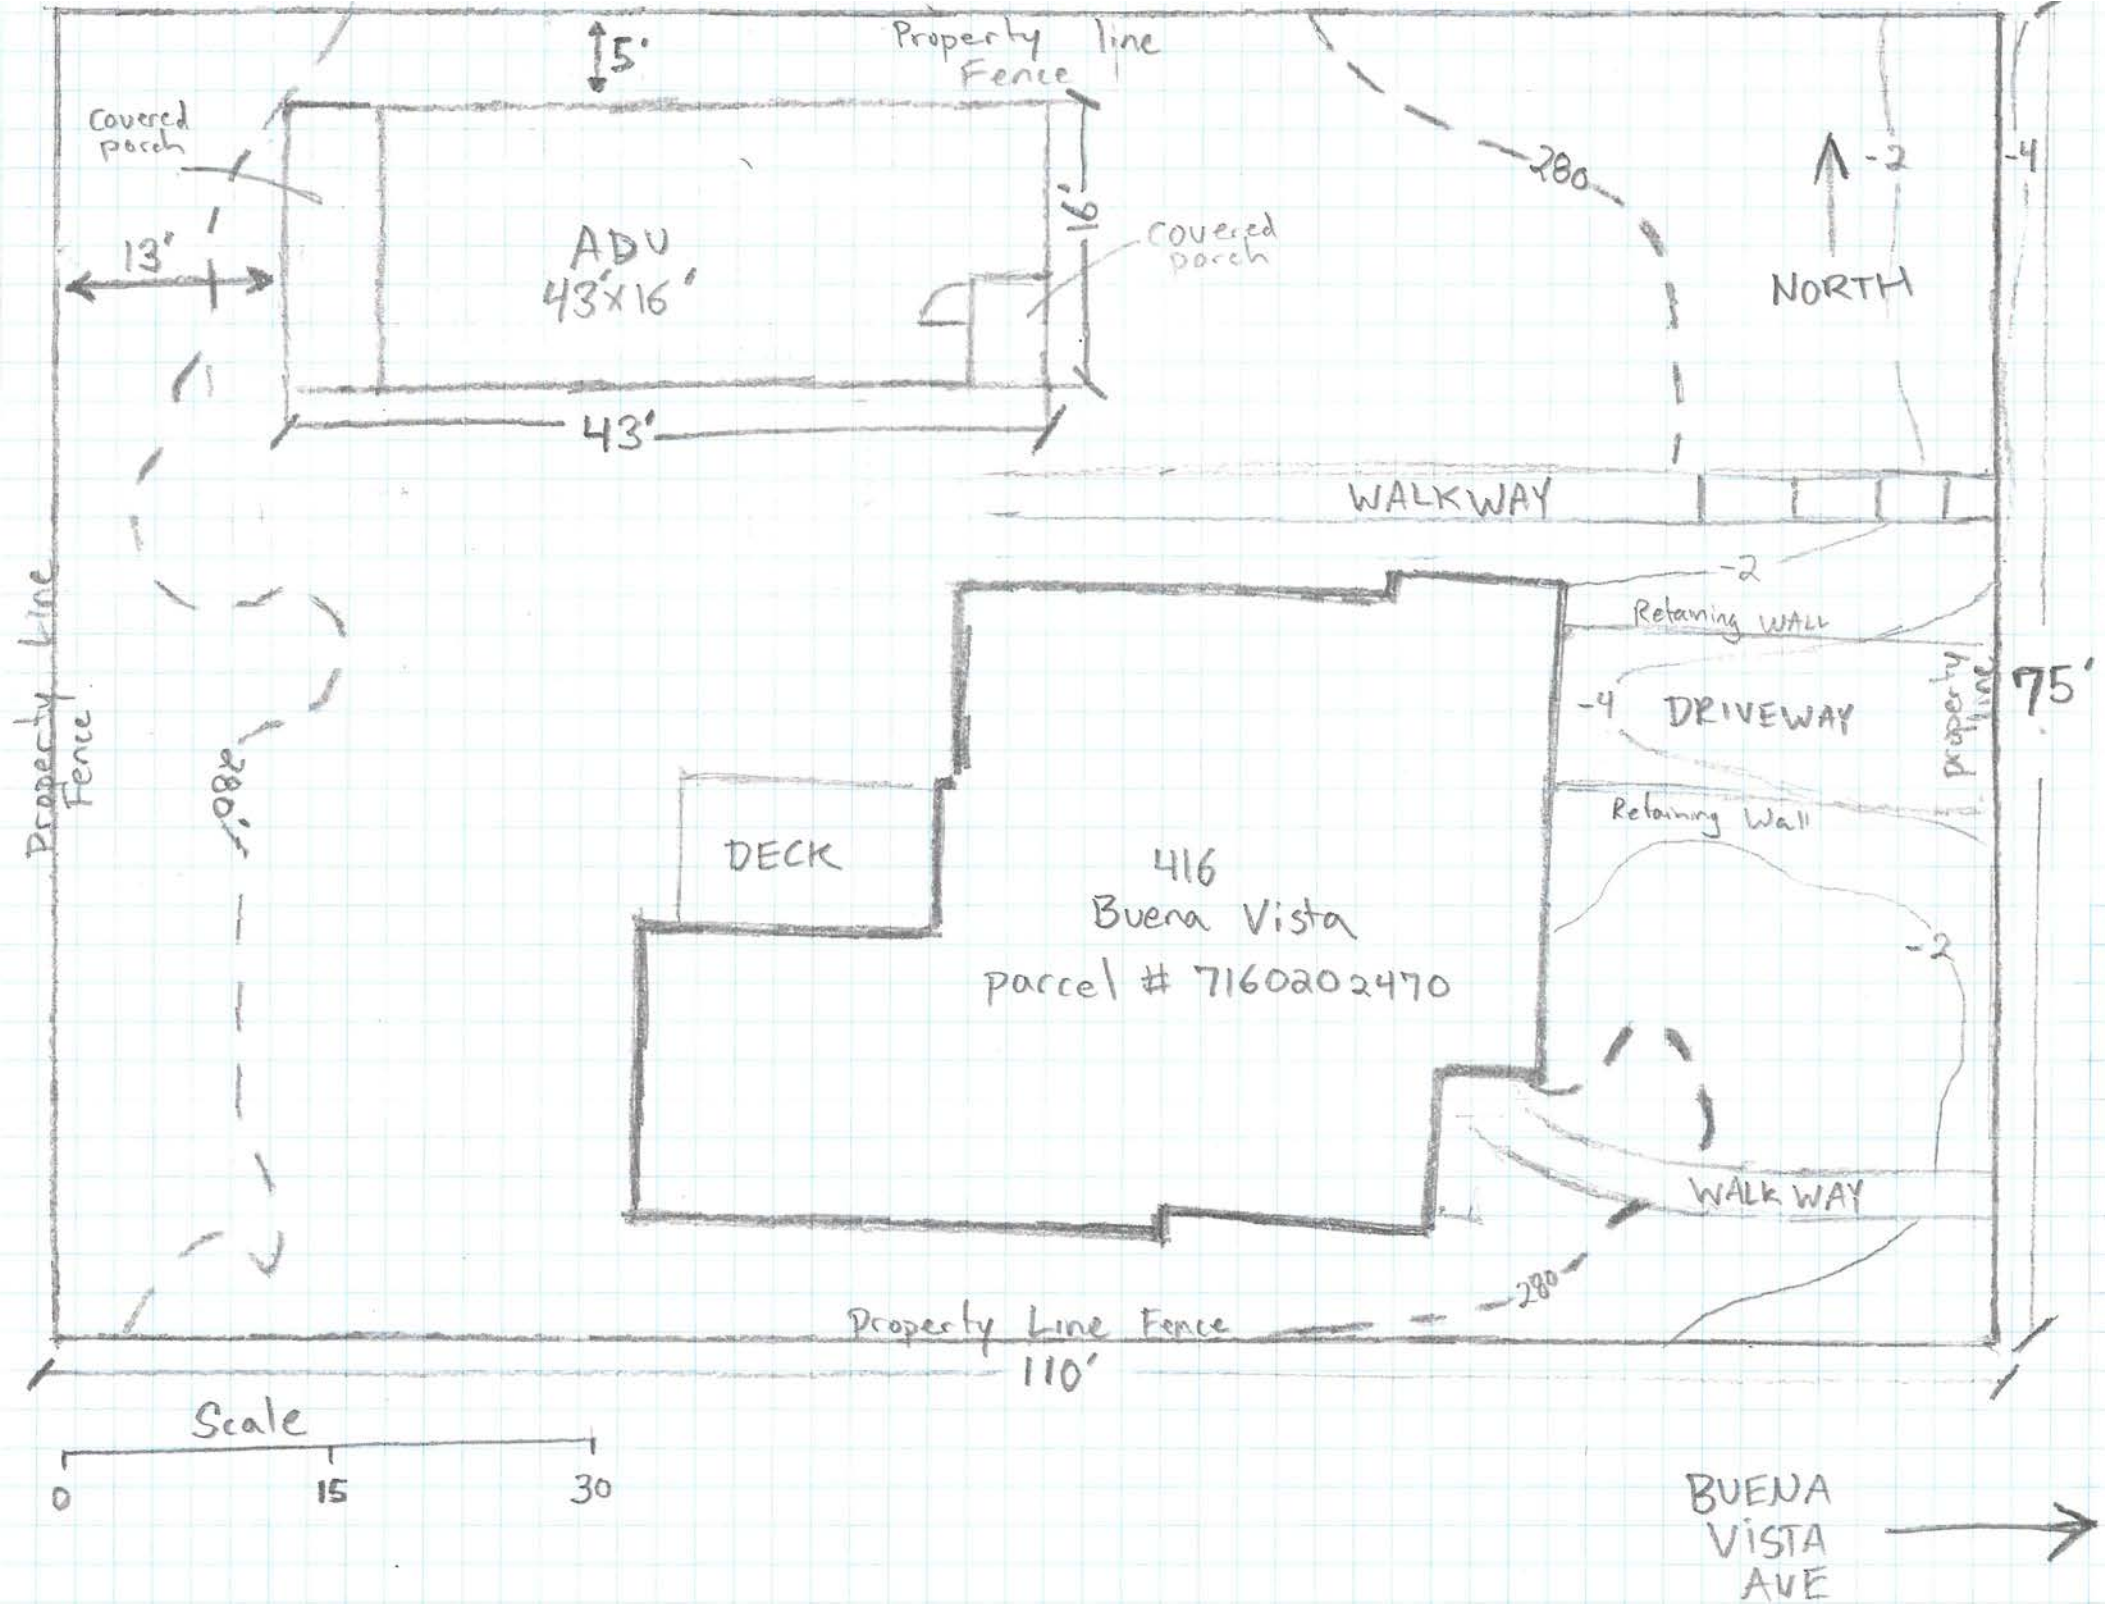 Property line
Fence
5'
Covered
porch
13'
ADU
43'x16'
16'
covered
porch
280
-2
-4
NORTH
43'
WALKWAY
-2
Retaining WALL
-4
DRIVEWAY
property
line
75'
Property Line
Fence
280'
Retaining Wall
DECK
416
Buena Vista
parcel # 7160202470
-2
WALKWAY
280
Property Line Fence
110'
Scale
0
15
30
BUENA
VISTA
AVE